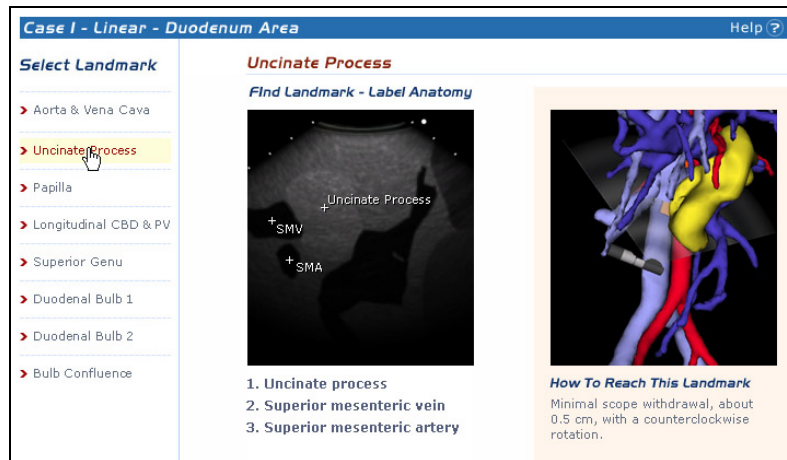 Case I - Linear - Duodenum Area
Help ?
Select Landmark
Aorta & Vena Cava
Uncinate Process
Papilla
Longitudinal CBD & PV
Superior Genu
Duodenal Bulb 1
Duodenal Bulb 2
Bulb Confluence
Uncinate Process
FInd Landmark - Label Anatomy
Uncinate Process
SMV
SMA
1. Uncinate process
2. Superior mesenteric vein
3. Superior mesenteric artery
How To Reach This Landmark
Minimal scope withdrawal, about
0.5 cm, with a counterclockwise
rotation.